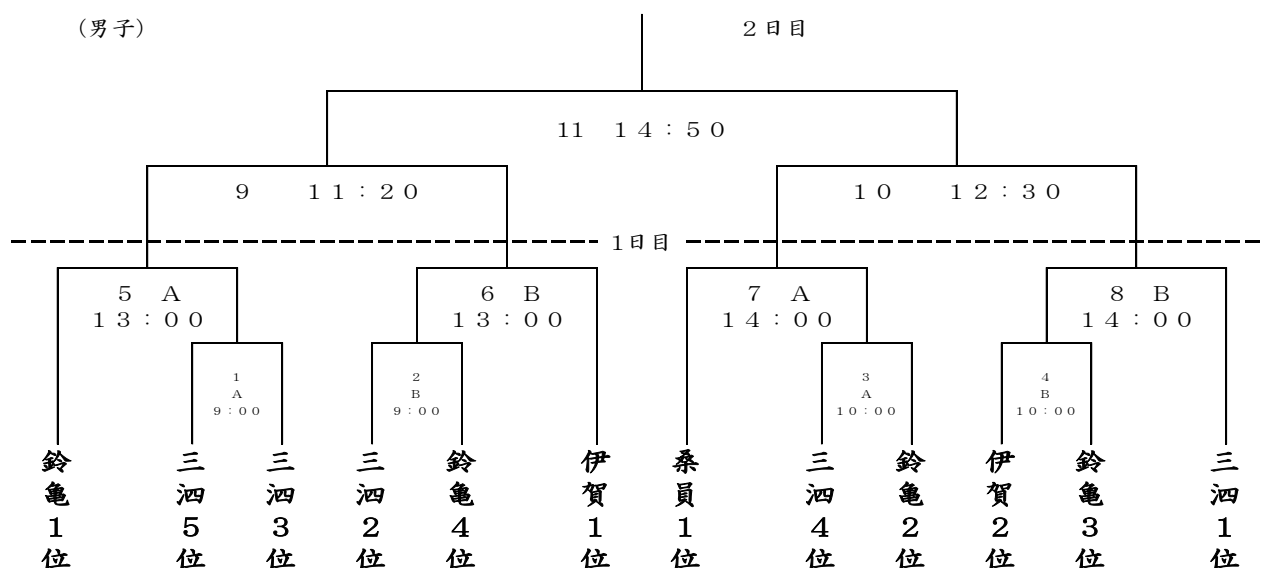 (男子)
２日目
11　１４：５０
９　１１：２０
１０　１２：３０
１日目
５　Ａ
１３：００
６　Ｂ
１３：００
７　Ａ
１４：００
８　Ｂ
１４：００
１
Ａ
９：００
２
Ｂ
９：００
３
Ａ
１０：００
４
Ｂ
１０：００
鈴亀１位
三泗５位
三泗３位
三泗２位
鈴亀４位
伊賀１位
桑員１位
三泗４位
鈴亀２位
伊賀２位
鈴亀３位
三泗１位